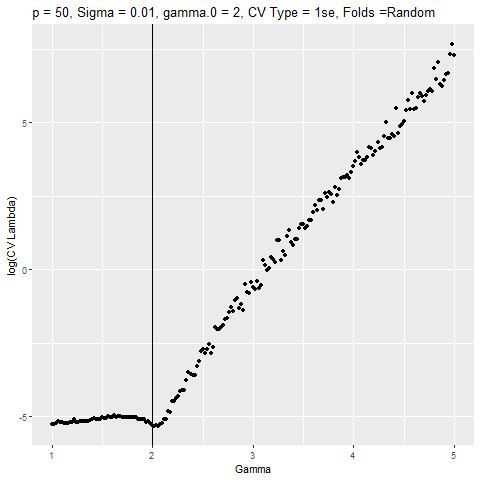 p = 50, Sigma = 0.01, gamma.0 = 2, CV Type = 1se, Folds =Random
log(CV Lambda)
5
0
-5
1
2
3
4
5
Gamma